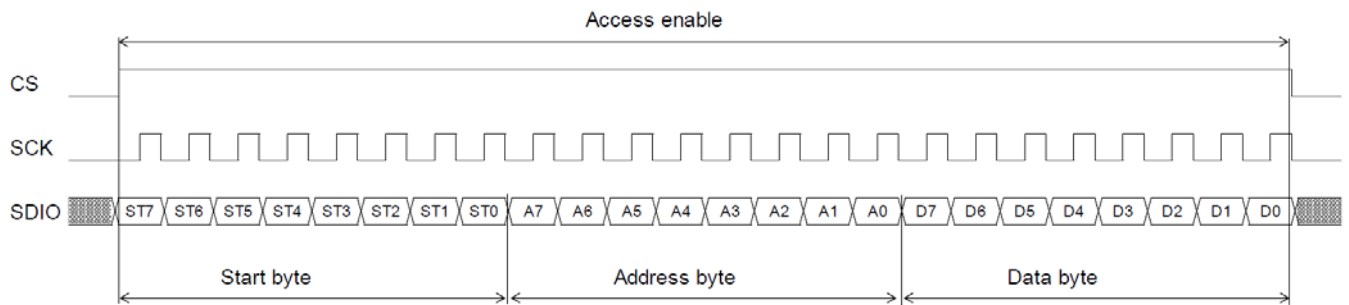 Access enable
CS
SCK
SDIO ST7 ST6 ST5 ST4 ST3 ST2 ST1 ST0 A7 A6 A5 A4 A3 A2 A1 A0 D7 D6 D5 D4 D3 D2 D1 D0
Start byte Address byte Data byte